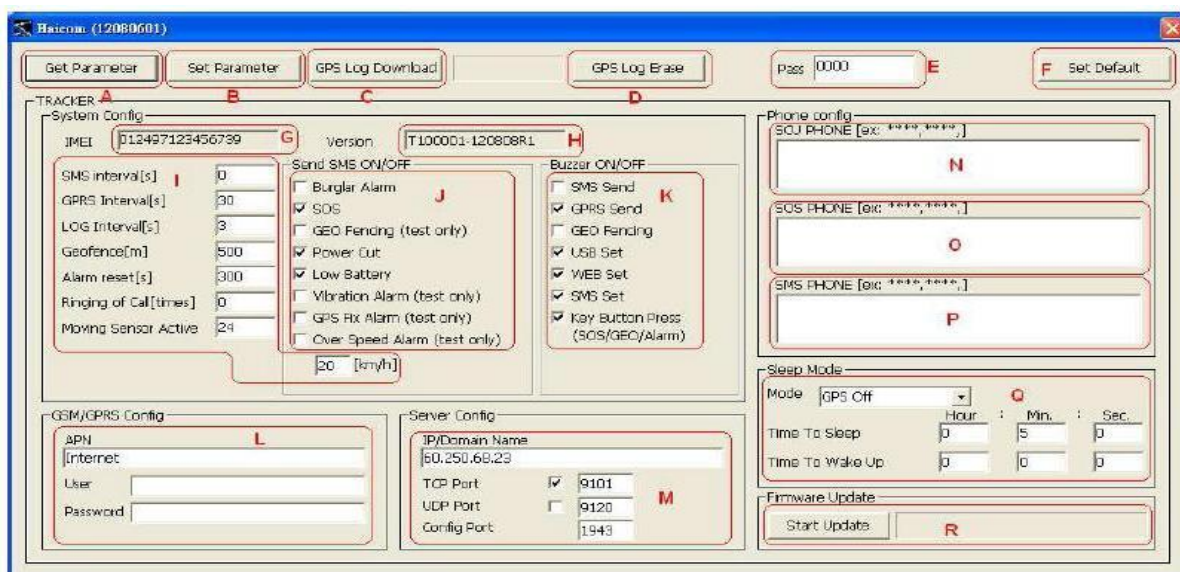 Haicom (12080601)
Get Parameter
Set Parameter
GPS Log Download
GPS Log Erase
Pass 0000 E
F Set Default
A
B
C
D
TRACKER
System Config
IMEI 012497123456739 G
Version T100001-120808R1 H
I
SMS interval[s] 0
GPRS Interval[s] 30
LOG Interval[s] 3
Geofence[m] 500
Alarm reset[s] 300
Ringing of Call[times] 0
Moving Sensor Active 24
Send SMS ON/OFF
J
Burglar Alarm
SOS
GEO Fencing (test only)
Power Cut
Low Battery
Vibration Alarm (test only)
GPS Fix Alarm (test only)
Over Speed Alarm (test only)
20 [km/h]
Buzzer ON/OFF
K
SMS Send
GPRS Send
GEO Fencing
USB Set
WEB Set
SMS Set
Key Button Press
(SOS/GEO/Alarm)
GSM/GPRS Config
L
APN
Internet
User
Password
Server Config
IP/Domain Name
60.250.68.23
TCP Port 9101
UDP Port 9120
Config Port 1943
M
Phone config
PHONE [ex: ****,****,]
N
SOS PHONE [ex: ****,****,]
O
SMS PHONE [ex: ****,****,]
P
Sleep Mode
Mode GPS Off Q
Hour : Min. : Sec.
Time To Sleep 0 5 0
Time To Wake Up 0 0 0
Firmware Update
Start Update R